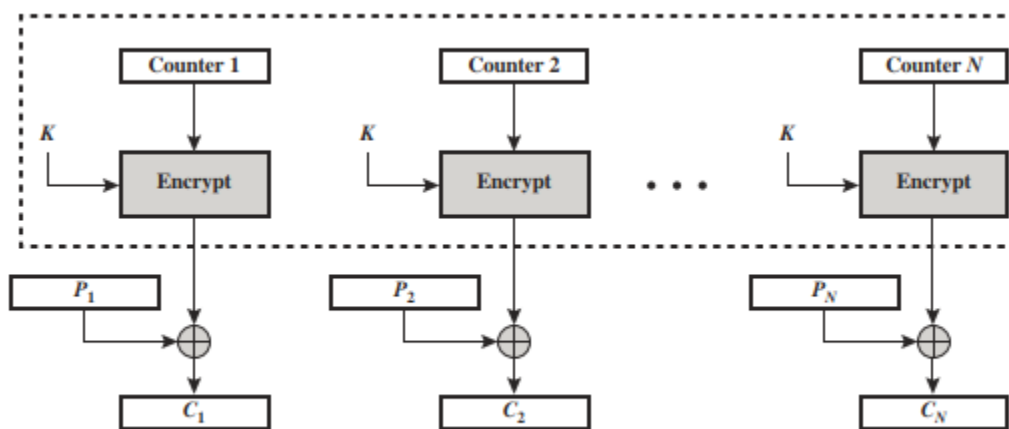 Counter 1 Counter 2 Counter N
K K K
Encrypt Encrypt • • • Encrypt
P1 P2 PN
C1 C2 CN